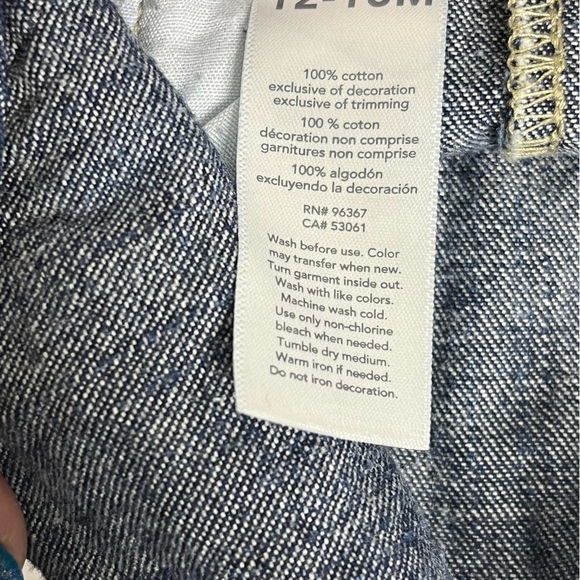 12-18M
100% cotton
exclusive of decoration
exclusive of trimming
100 % coton
décoration non comprise
garnitures non comprise
100% algodón
excluyendo la decoración
RN# 96367
CA# 53061
Wash before use. Color
may transfer when new.
Turn garment inside out.
Wash with like colors.
Machine wash cold.
Use only non-chlorine
bleach when needed.
Tumble dry medium.
Warm iron if needed.
Do not iron decoration.